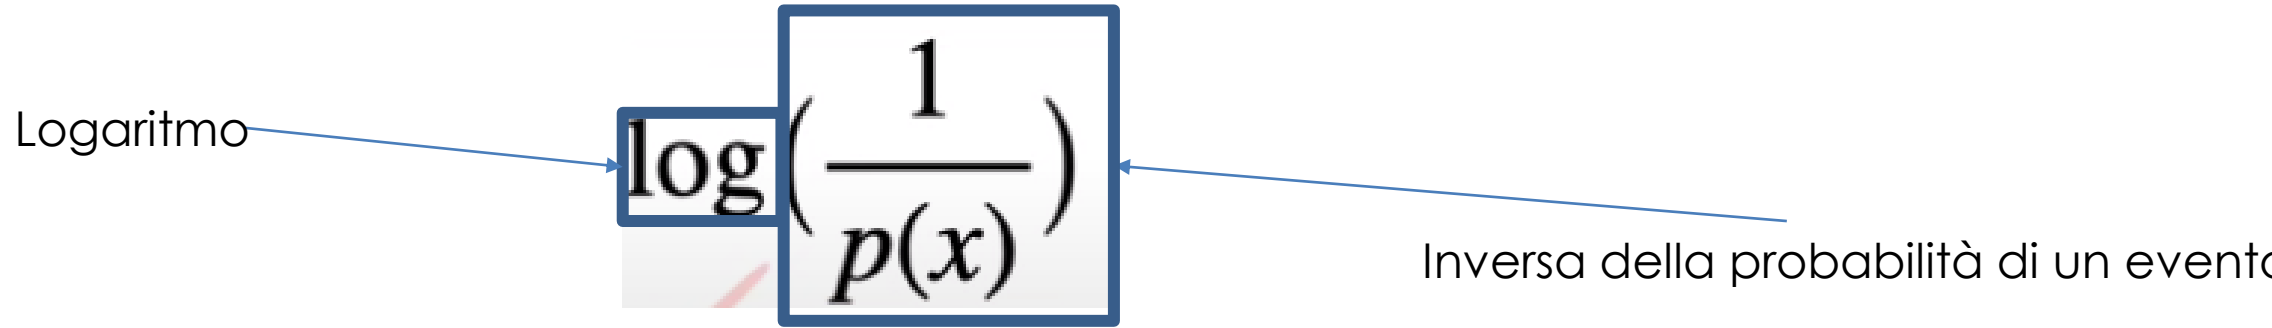 Logaritmo
log(1/p(x))
Inversa della probabilità di un evento